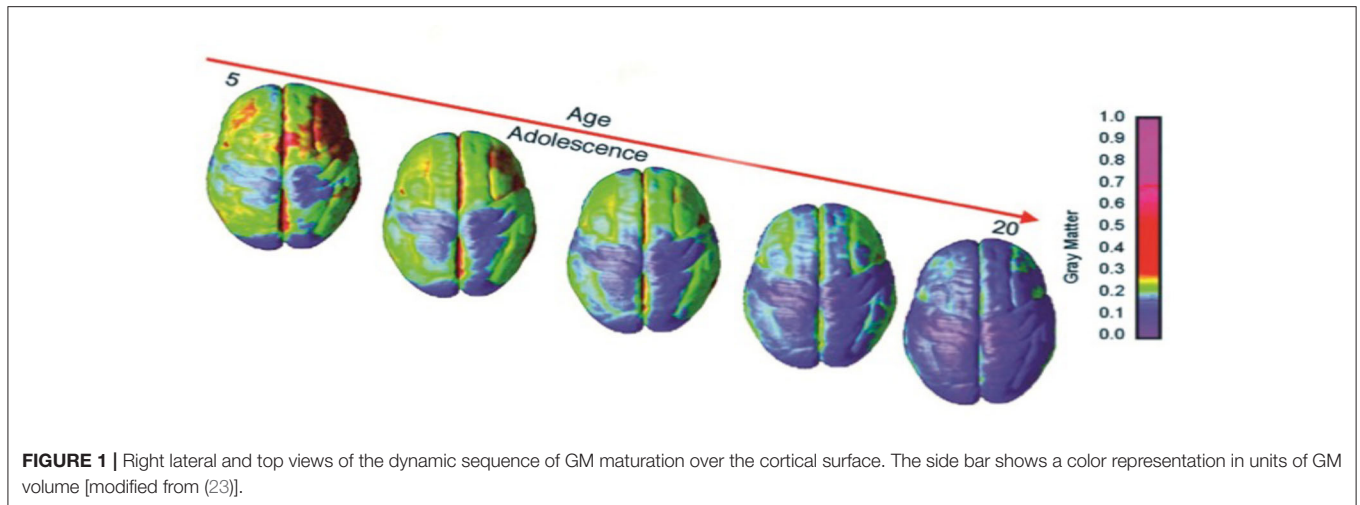 5
Age
Adolescence
20
Gray Matter
1.0
0.9
0.8
0.7
0.6
0.5
0.4
0.3
0.2
0.1
0.0
FIGURE 1 | Right lateral and top views of the dynamic sequence of GM maturation over the cortical surface. The side bar shows a color representation in units of GM
volume [modified from (23)].